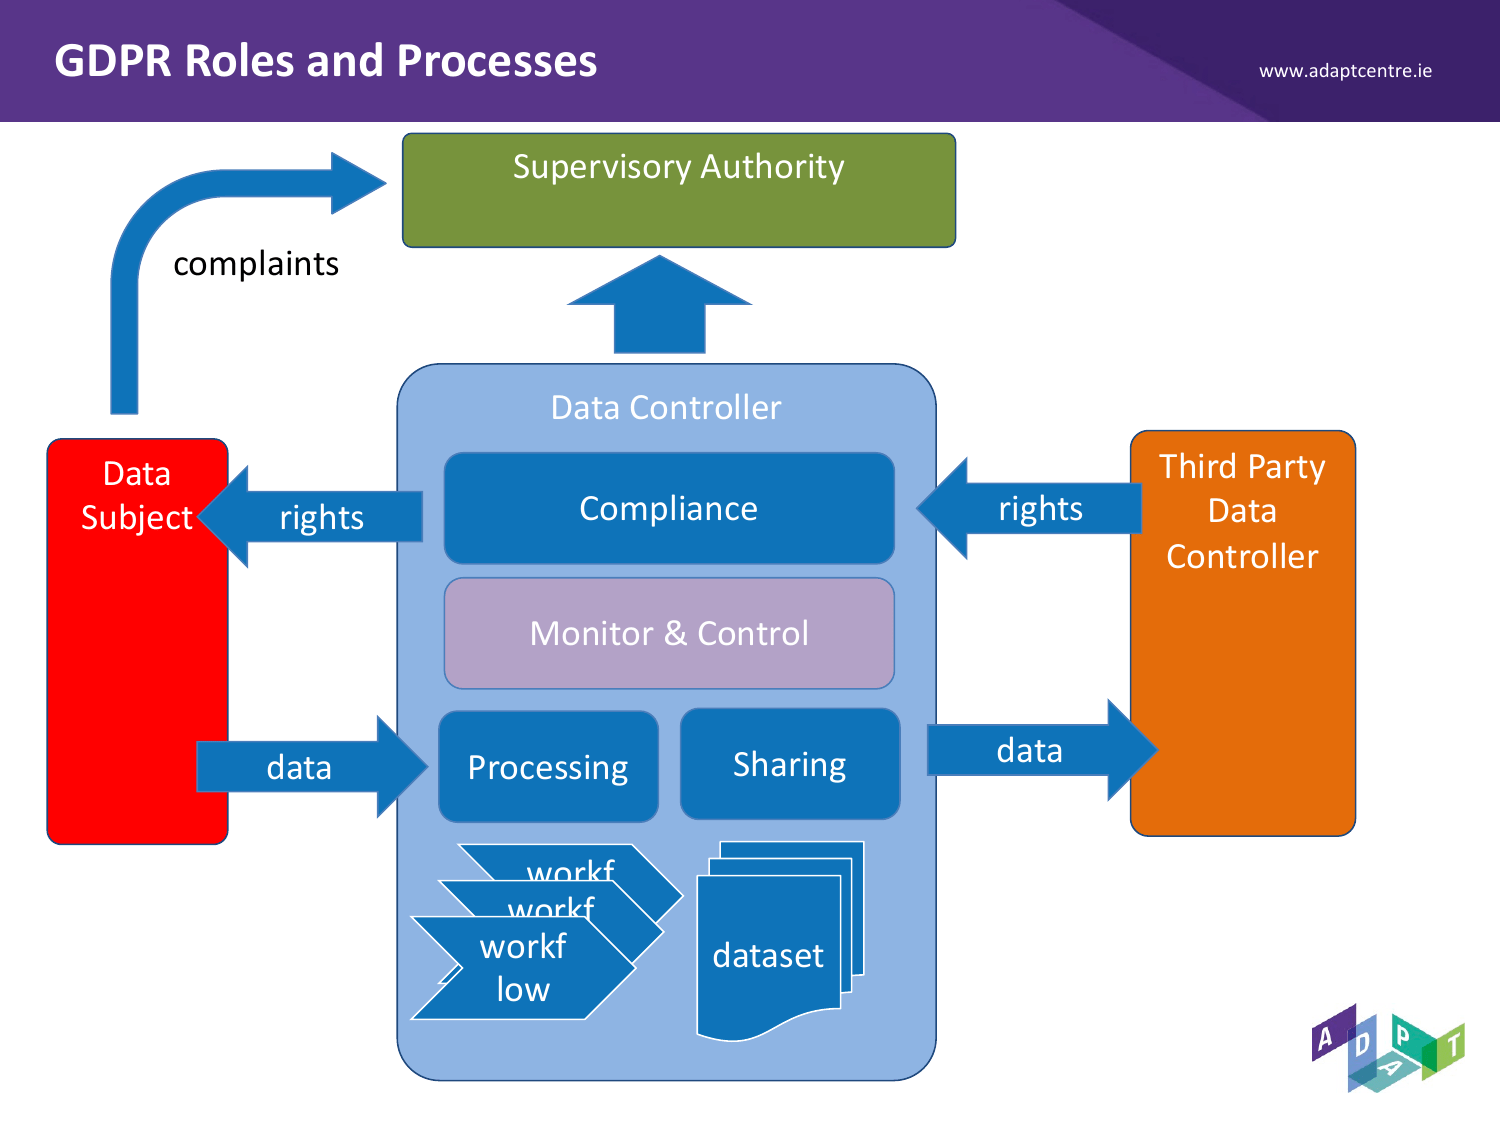 GDPR Roles and Processes
www.adaptcentre.ie
Supervisory Authority
complaints
Data Controller
Data
Subject
rights
Compliance
rights
Third Party
Data
Controller
Monitor & Control
data
Processing
Sharing
data
workf
workf
workf
low
dataset
ADAPT